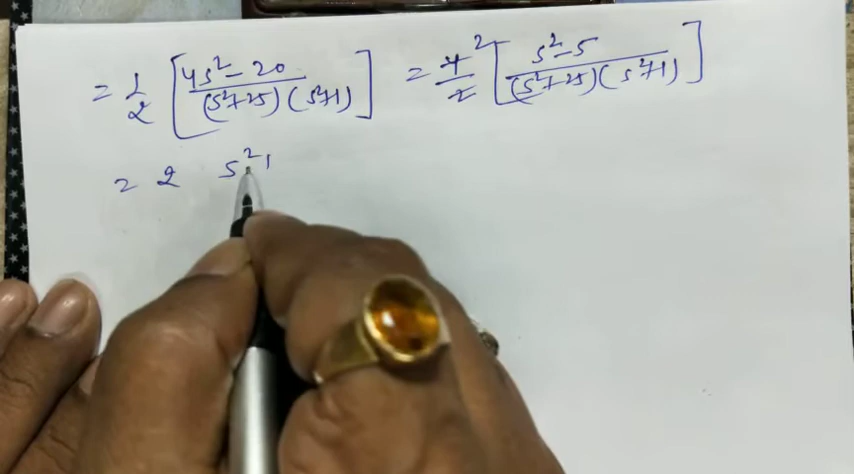 = 1/2 [ 4s² - 20 / (s²+25) (s²+1) ] = 4/2 ² [ s² - 5 / (s²+25) (s²+1) ]
= 2 s²